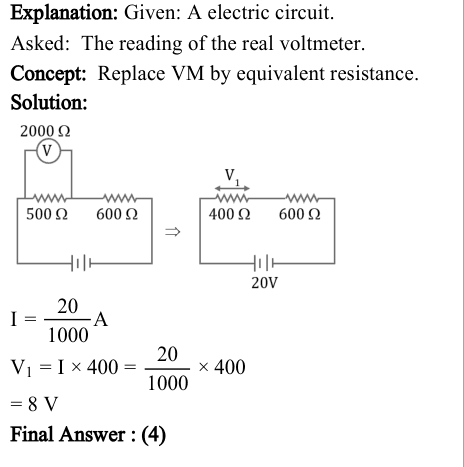 Explanation: Given: A electric circuit.
Asked: The reading of the real voltmeter.
Concept: Replace VM by equivalent resistance.
Solution:
2000 Ω
V
V₁
500 Ω 600 Ω ⇒ 400 Ω 600 Ω
20V
I = 20/1000 A
V₁ = I × 400 = 20/1000 × 400
= 8 V
Final Answer : (4)